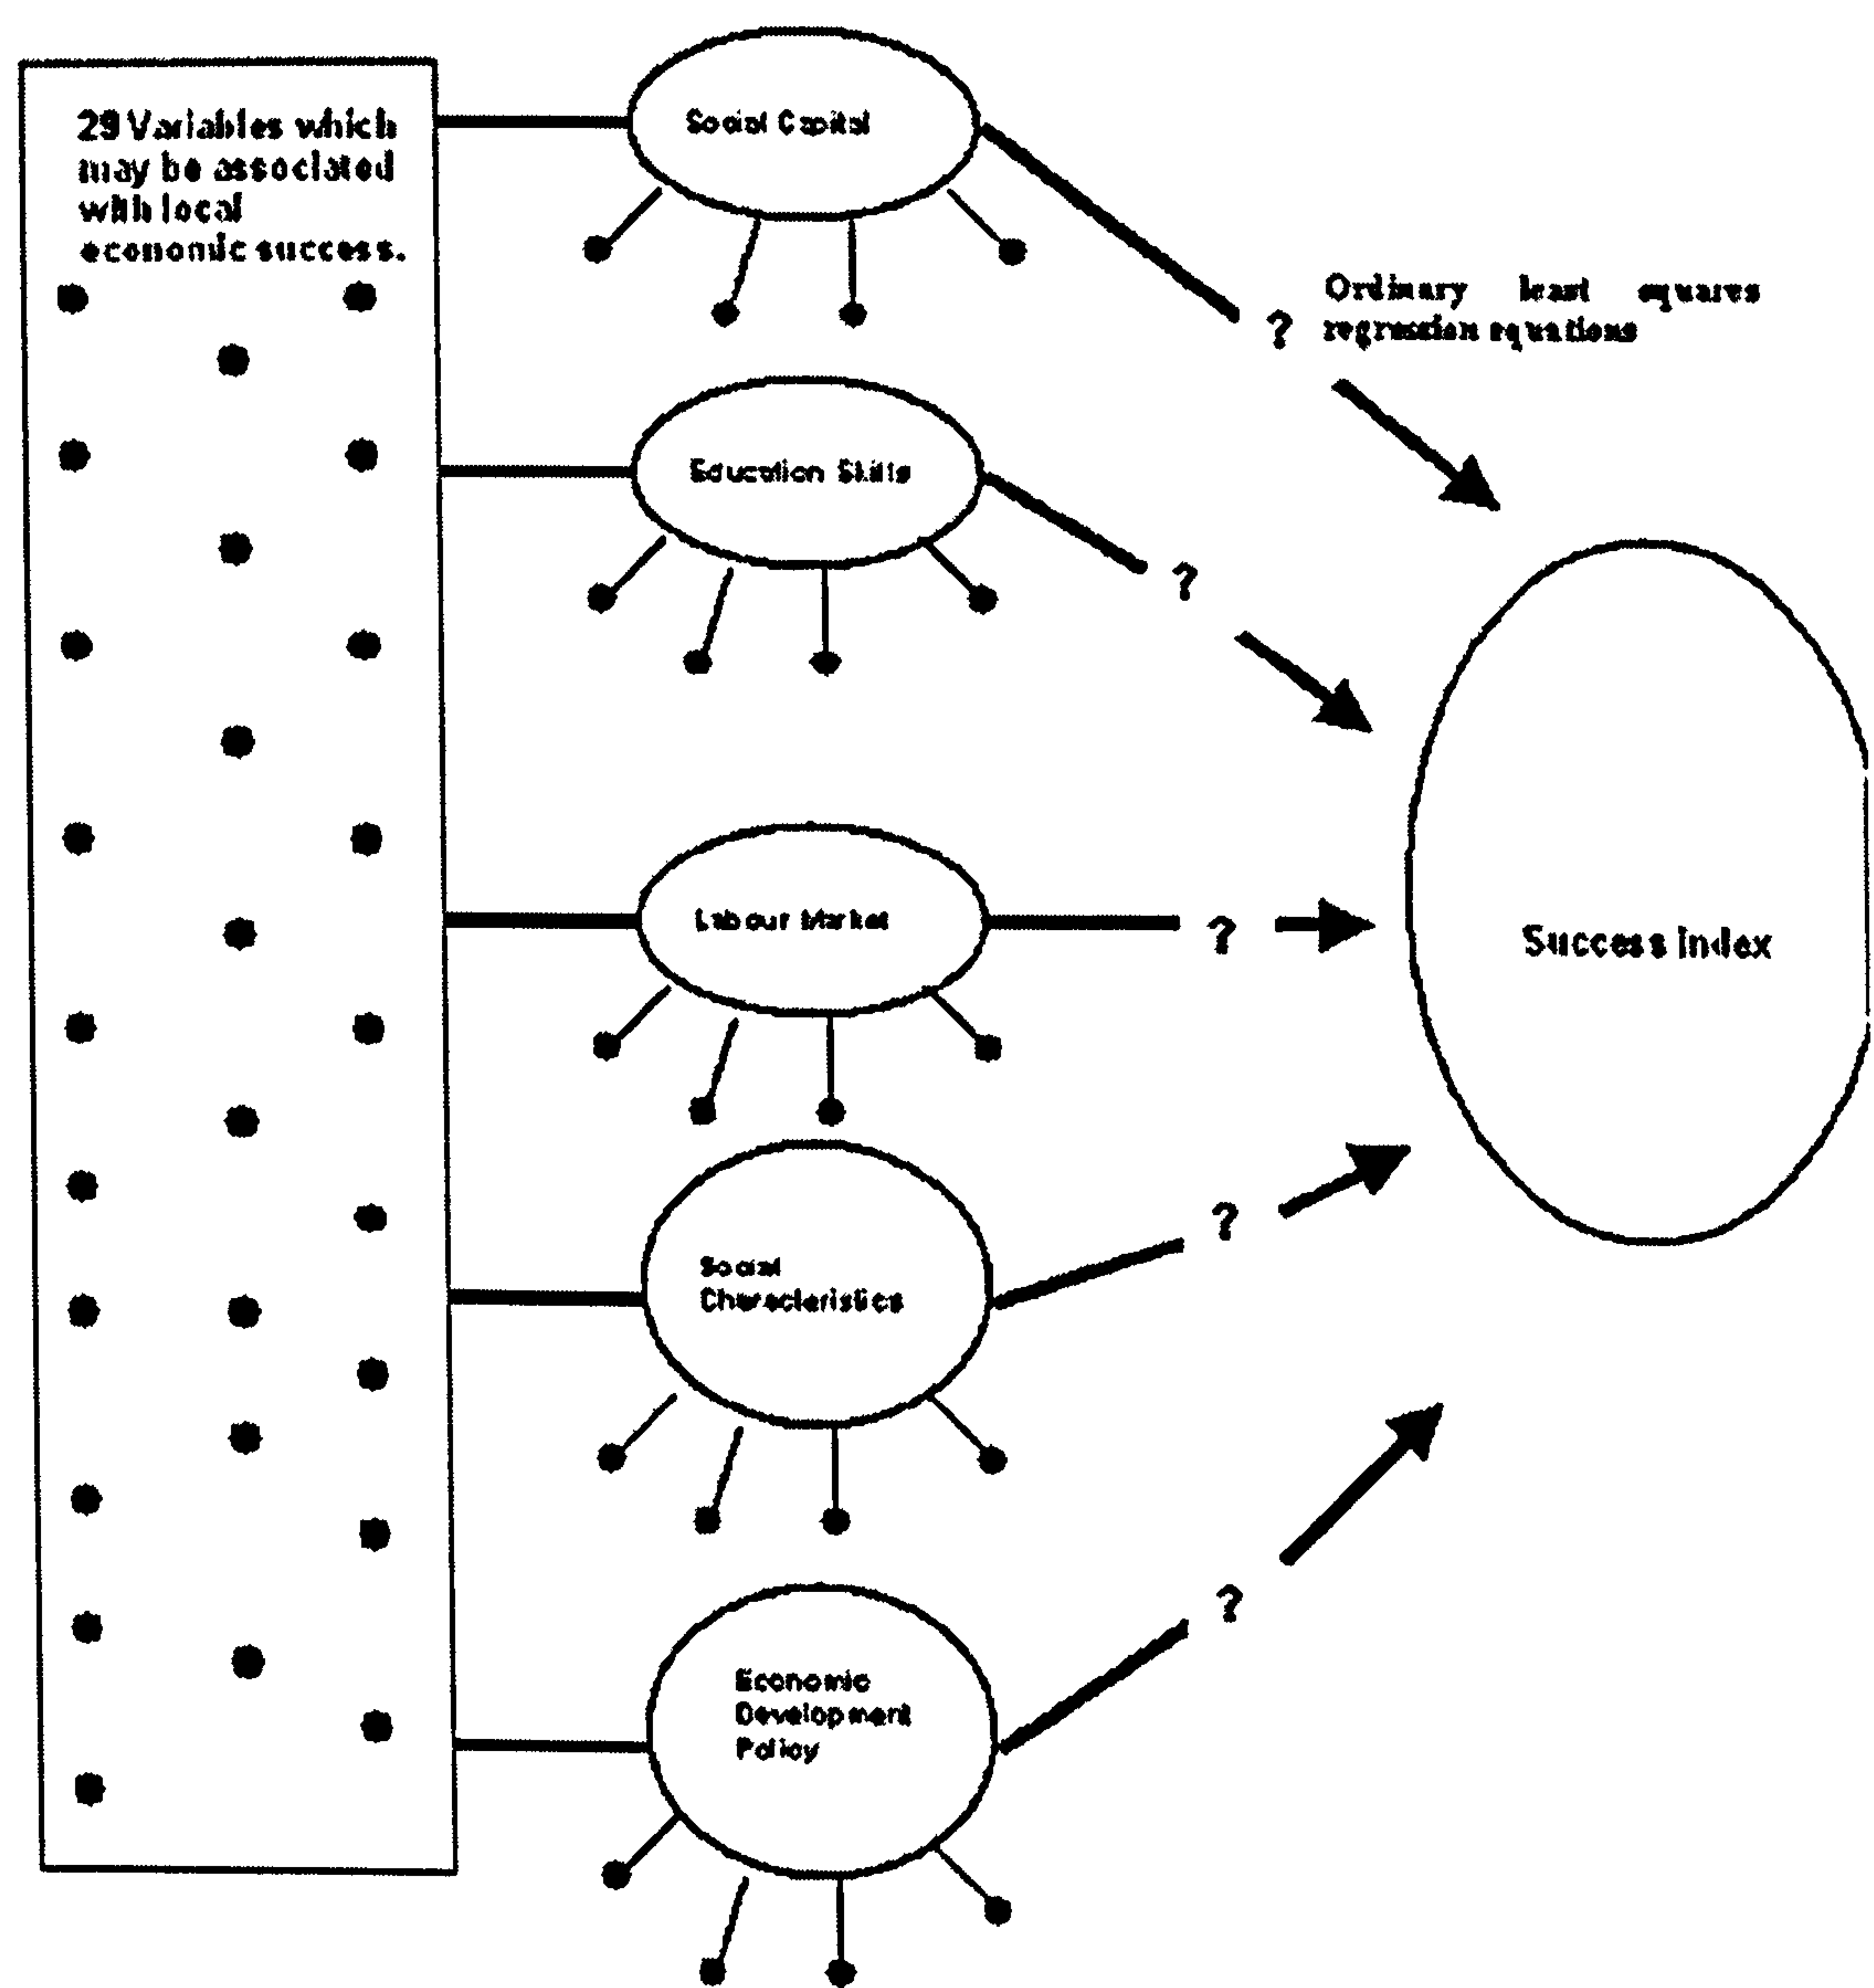 29 Variables which
may be associated
with local
economic success.
Social Capital
?
Ordinary least squares
regression equations
Education Skills
?
Labour Market
?
Success Index
Social
Characteristics
?
Economic
Development
Policy
?